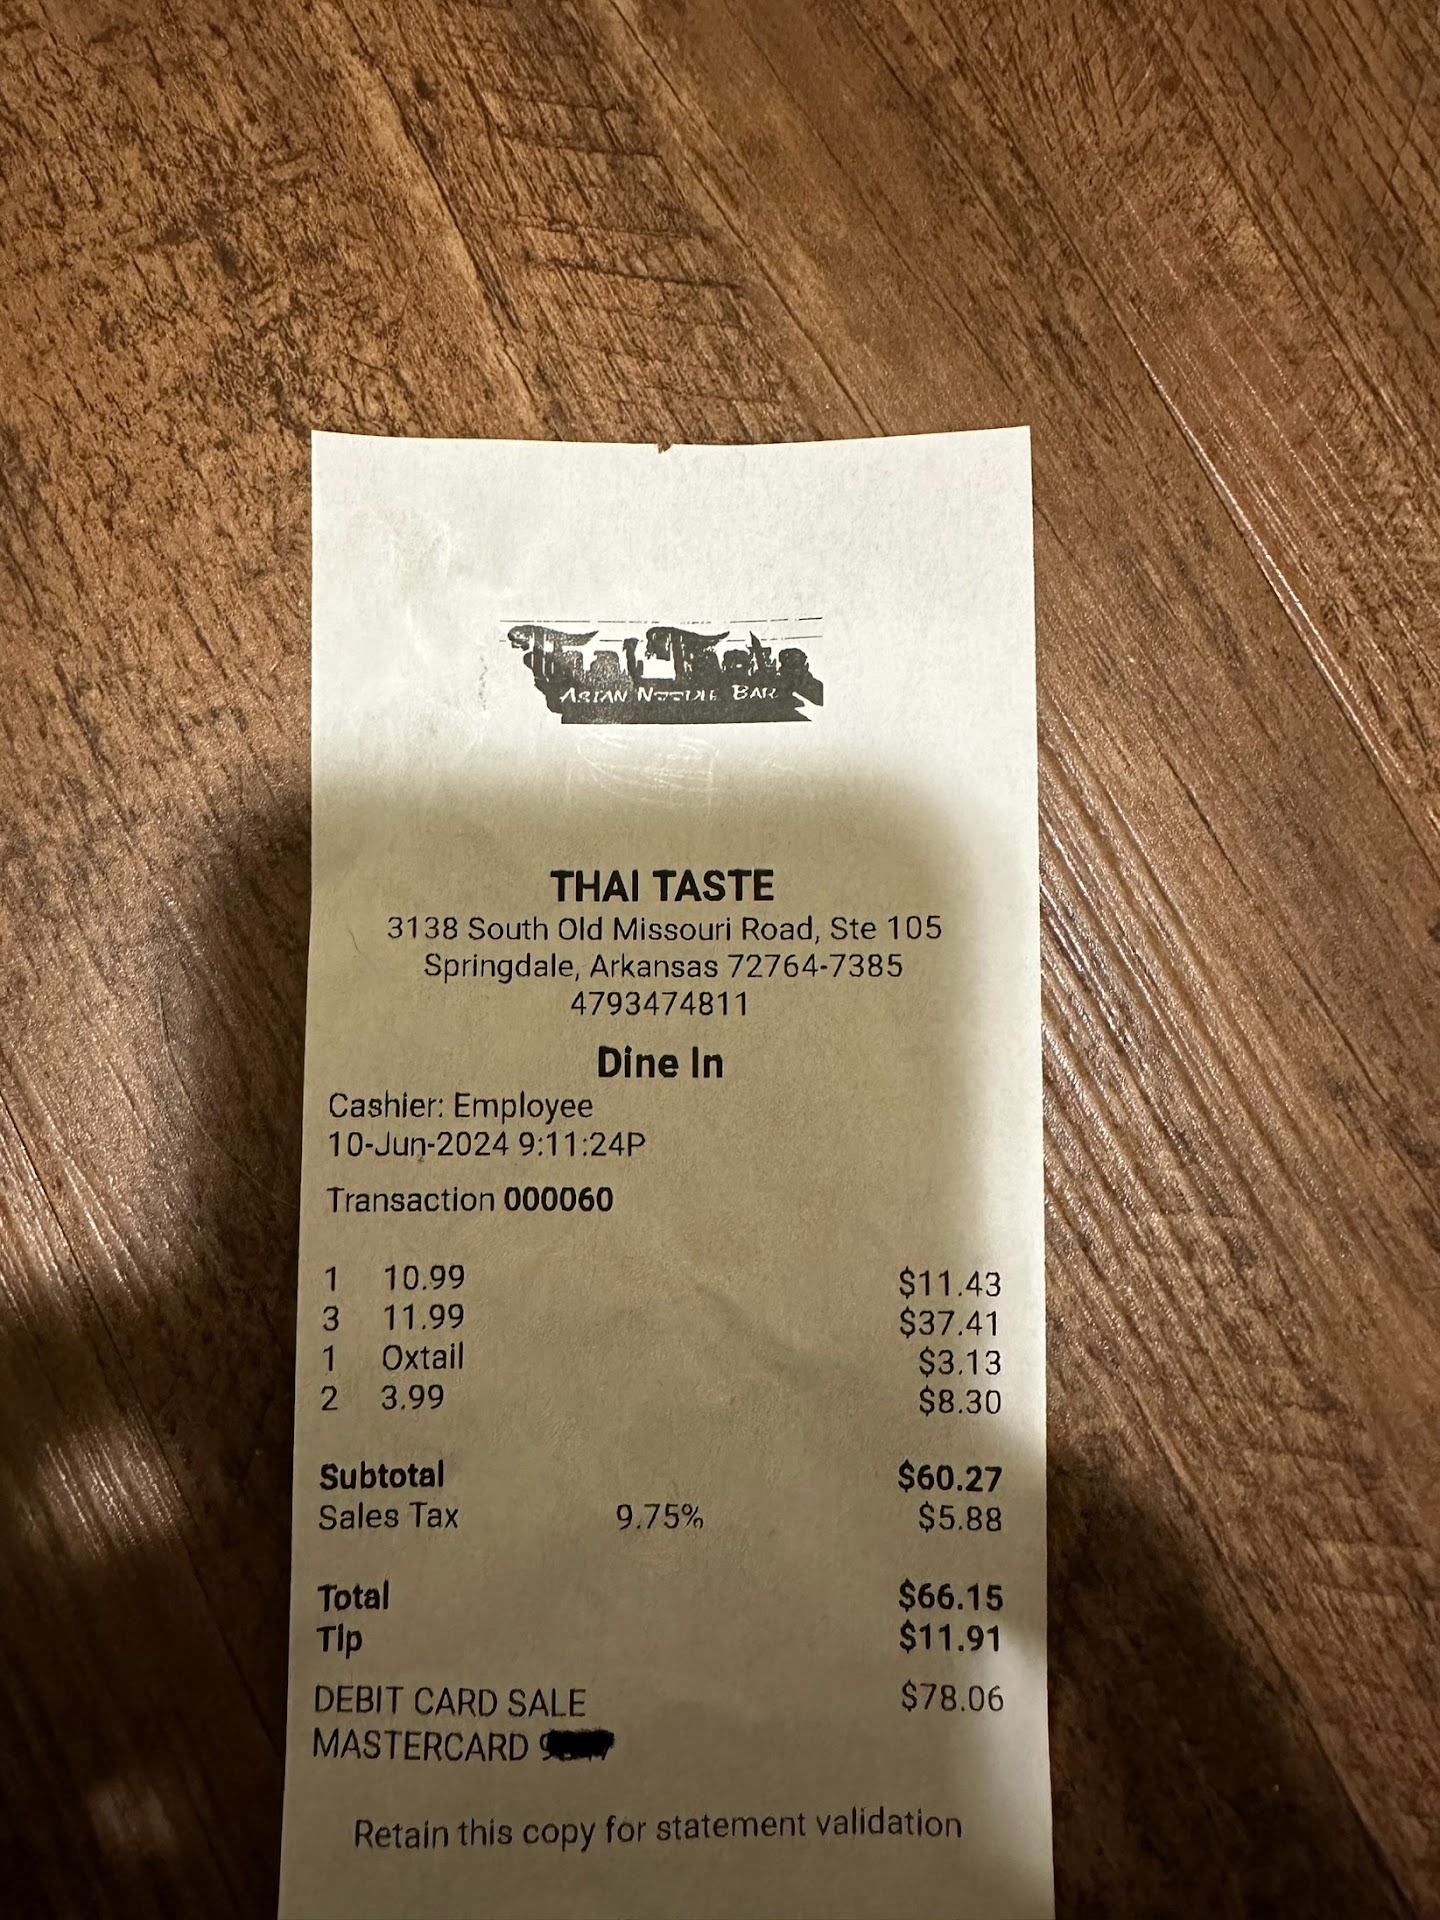 ASIAN NOODLE BAR
THAI TASTE
3138 South Old Missouri Road, Ste 105
Springdale, Arkansas 72764-7385
4793474811
Dine In
Cashier: Employee
10-Jun-2024 9:11:24P
Transaction 000060
1 10.99 $11.43
3 11.99 $37.41
1 Oxtail $3.13
2 3.99 $8.30
Subtotal $60.27
Sales Tax 9.75% $5.88
Total $66.15
Tip $11.91
DEBIT CARD SALE $78.06
MASTERCARD
Retain this copy for statement validation